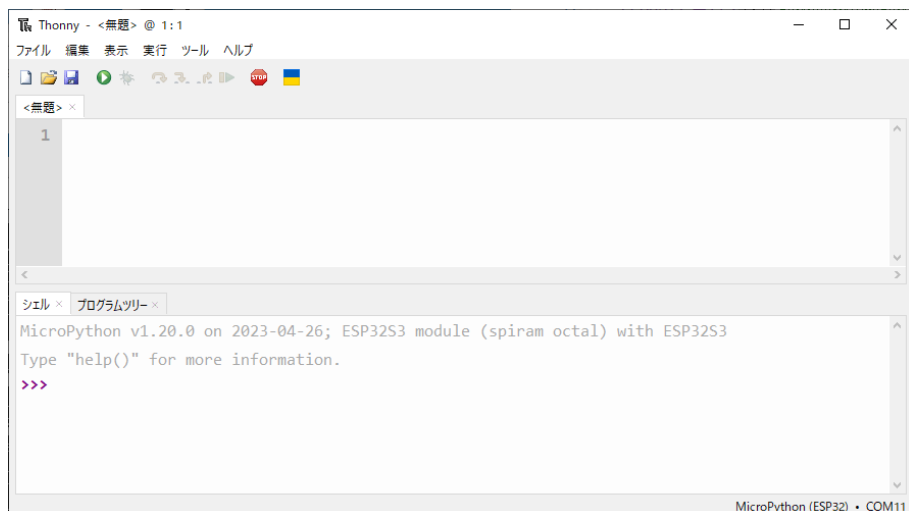 Thonny - <無題> @ 1:1
ファイル 編集 表示 実行 ツール ヘルプ
STOP
<無題> ×
1
シェル × プログラムツリー ×
MicroPython v1.20.0 on 2023-04-26; ESP32S3 module (spiram octal) with ESP32S3
Type "help()" for more information.
>>>
MicroPython (ESP32) • COM11